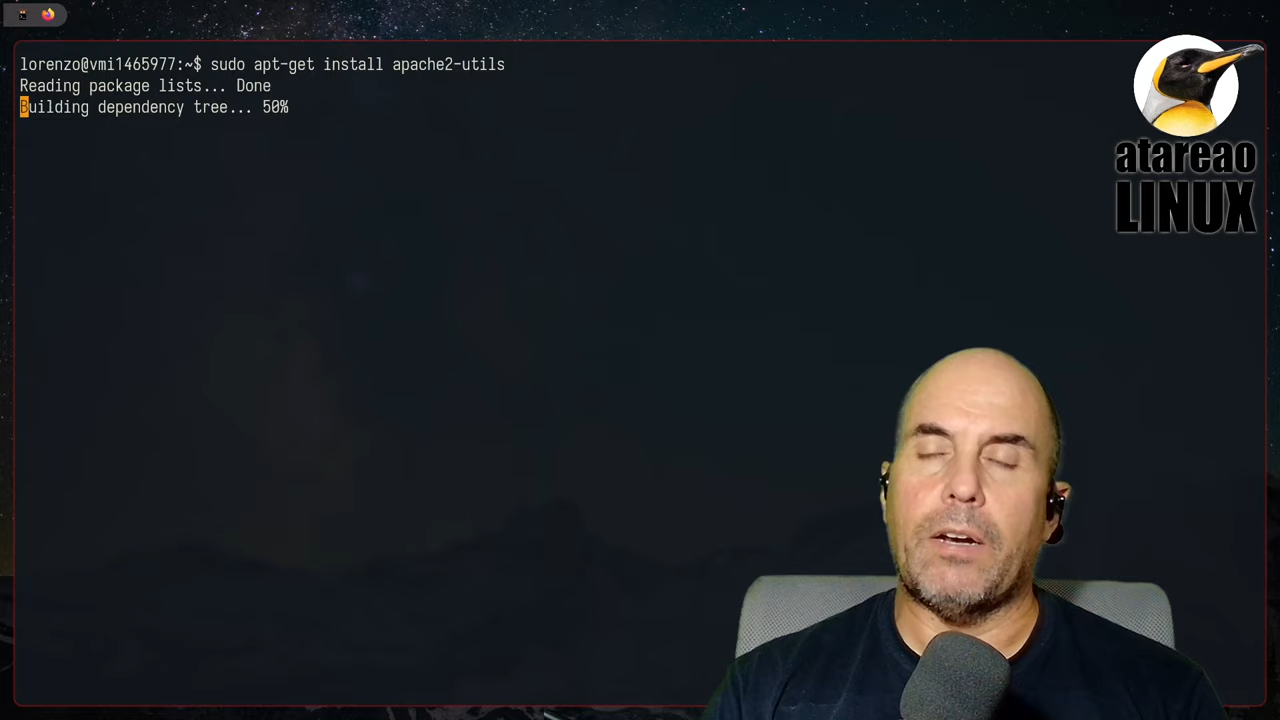 lorenzo@vmi1465977:~$ sudo apt-get install apache2-utils
Reading package lists... Done
Building dependency tree... 50%
atareao
LINUX